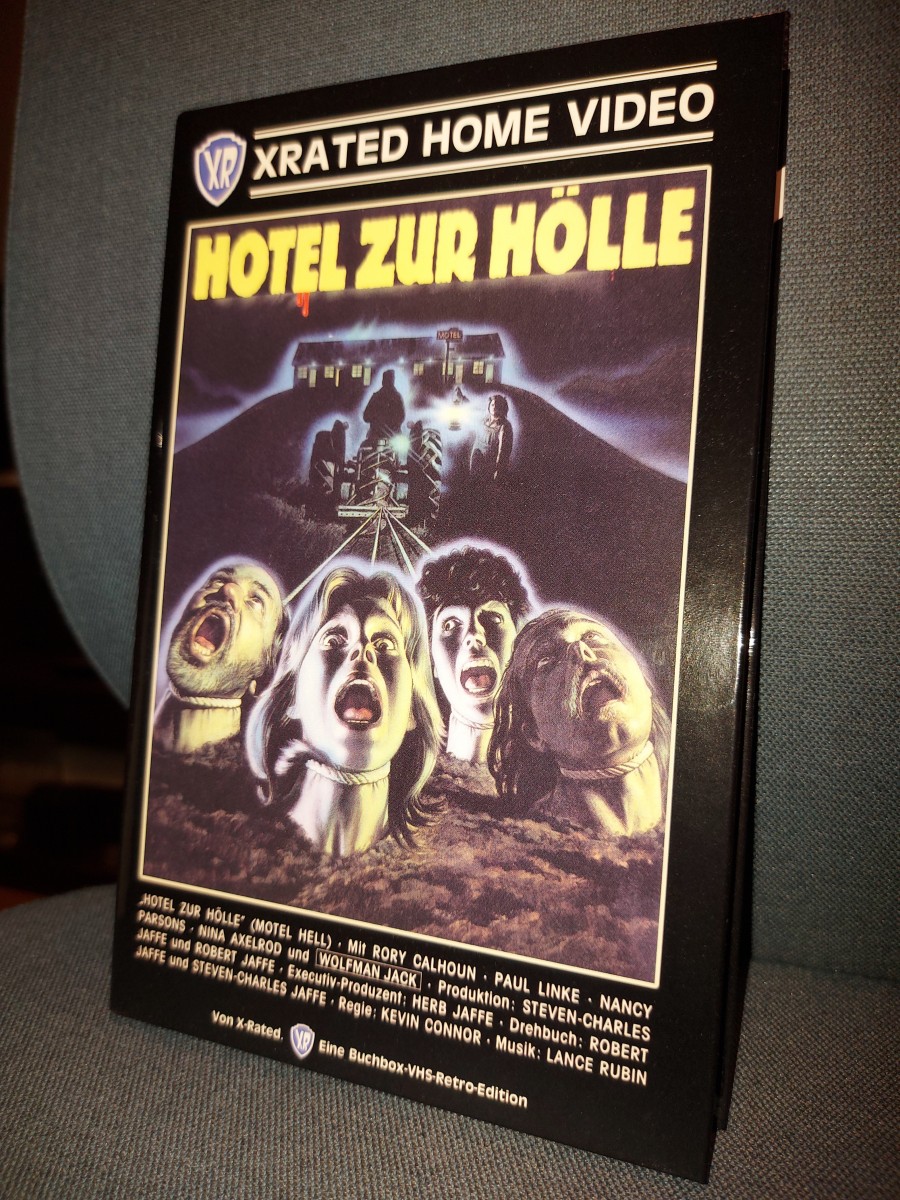 XR XRATED HOME VIDEO
HOTEL ZUR HÖLLE
MOTEL
„HOTEL ZUR HÖLLE" (MOTEL HELL) · Mit RORY CALHOUN · PAUL LINKE · NANCY
PARSONS · NINA AXELROD und WOLFMAN JACK · Produktion: STEVEN-CHARLES
JAFFE und ROBERT JAFFE · Executiv-Produzent: HERB JAFFE · Drehbuch: ROBERT
JAFFE und STEVEN-CHARLES JAFFE · Regie: KEVIN CONNOR · Musik: LANCE RUBIN
Von X-Rated. XR Eine Buchbox-VHS-Retro-Edition